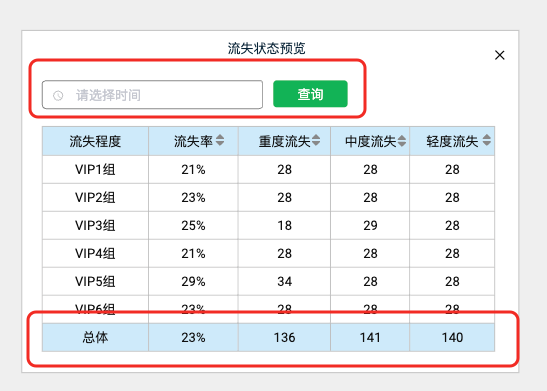 流失状态预览
请选择时间 查询
流失程度 流失率 重度流失 中度流失 轻度流失
VIP1组 21% 28 28 28
VIP2组 23% 28 28 28
VIP3组 25% 18 29 28
VIP4组 21% 28 28 28
VIP5组 29% 34 28 28
VIP6组 23% 28 28 28
总体 23% 136 141 140